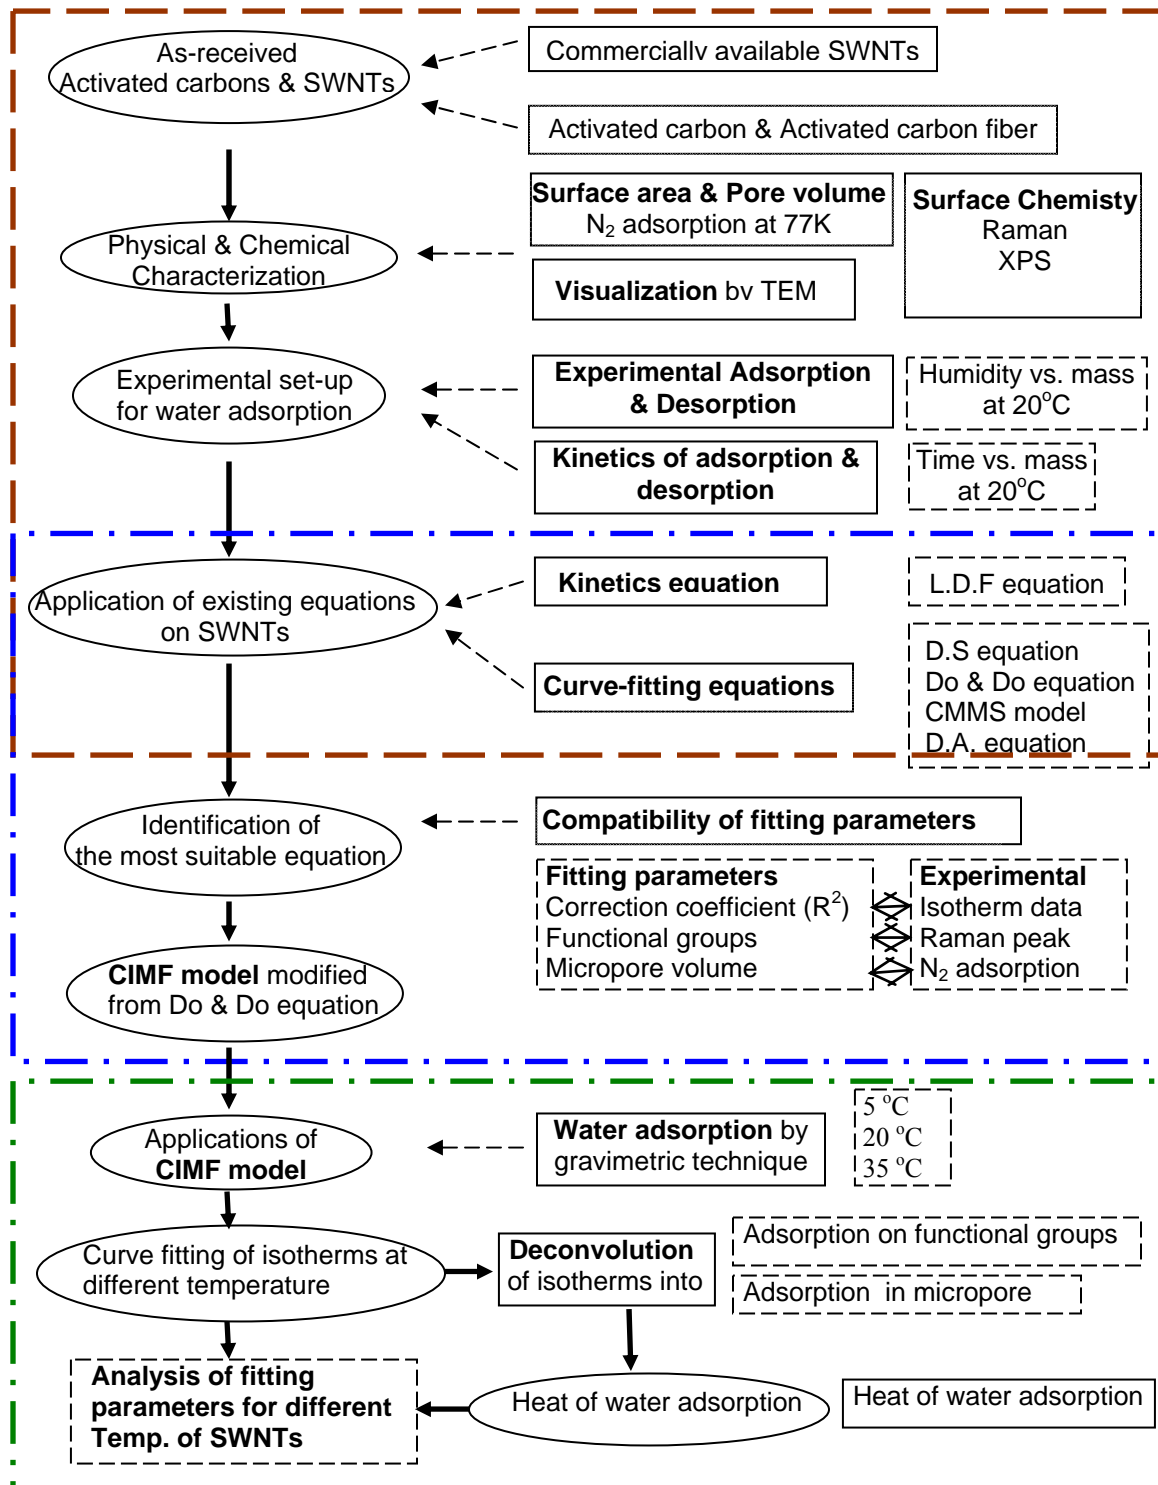 As-received
Activated carbons & SWNTs
Commercially available SWNTs
Activated carbon & Activated carbon fiber
Surface area & Pore volume
N₂ adsorption at 77K
Surface Chemisty
Raman
XPS
Physical & Chemical
Characterization
Visualization by TEM
Experimental set-up
for water adsorption
Experimental Adsorption
& Desorption
Humidity vs. mass
at 20°C
Kinetics of adsorption &
desorption
Time vs. mass
at 20°C
Application of existing equations
on SWNTs
Kinetics equation
L.D.F equation
Curve-fitting equations
D.S equation
Do & Do equation
CMMS model
D.A. equation
Identification of
the most suitable equation
Compatibility of fitting parameters
Fitting parameters
Correction coefficient (R²)
Functional groups
Micropore volume
Experimental
Isotherm data
Raman peak
N₂ adsorption
CIMF model modified
from Do & Do equation
Applications of
CIMF model
Water adsorption by
gravimetric technique
5 °C
20 °C
35 °C
Curve fitting of isotherms at
different temperature
Deconvolution
of isotherms into
Adsorption on functional groups
Adsorption in micropore
Analysis of fitting
parameters for different
Temp. of SWNTs
Heat of water adsorption
Heat of water adsorption